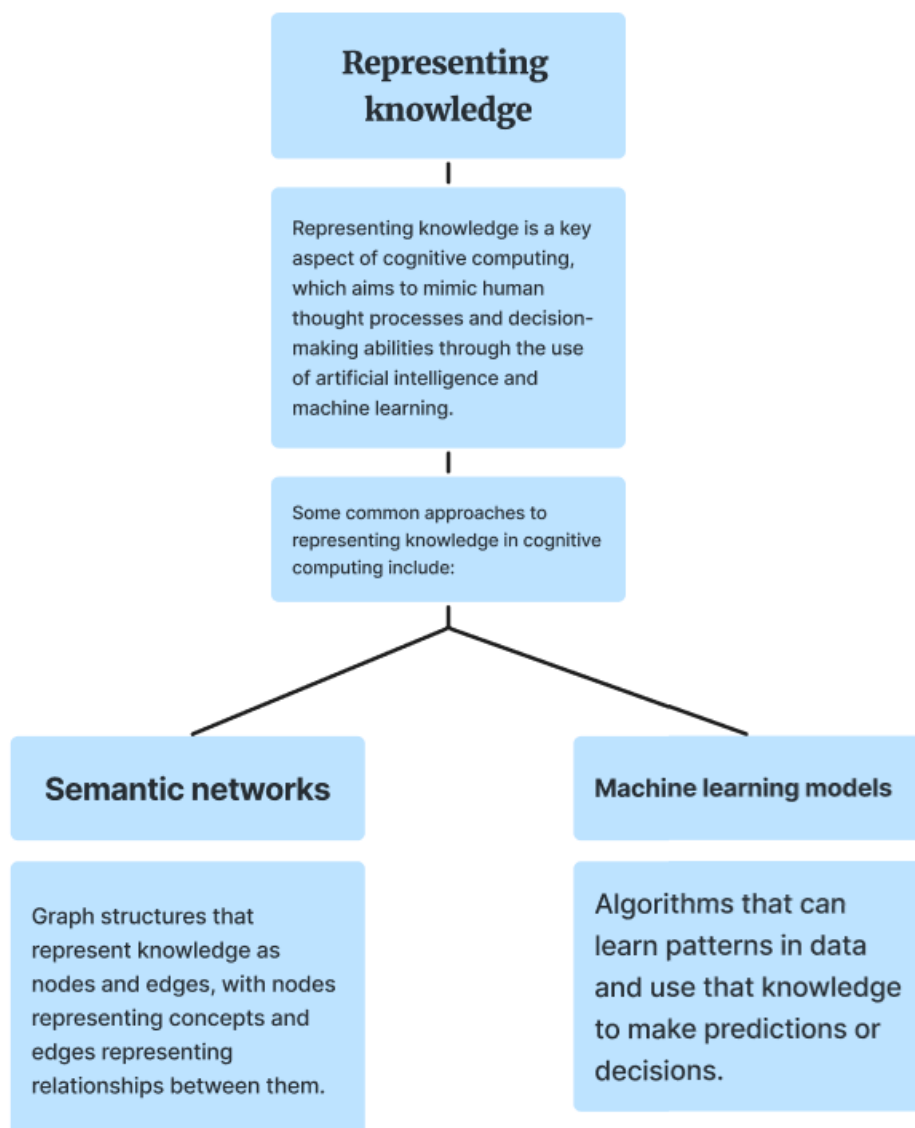 Representing
knowledge
Representing knowledge is a key
aspect of cognitive computing,
which aims to mimic human
thought processes and decision-
making abilities through the use
of artificial intelligence and
machine learning.
Some common approaches to
representing knowledge in cognitive
computing include:
Semantic networks
Graph structures that
represent knowledge as
nodes and edges, with nodes
representing concepts and
edges representing
relationships between them.
Machine learning models
Algorithms that can
learn patterns in data
and use that knowledge
to make predictions or
decisions.